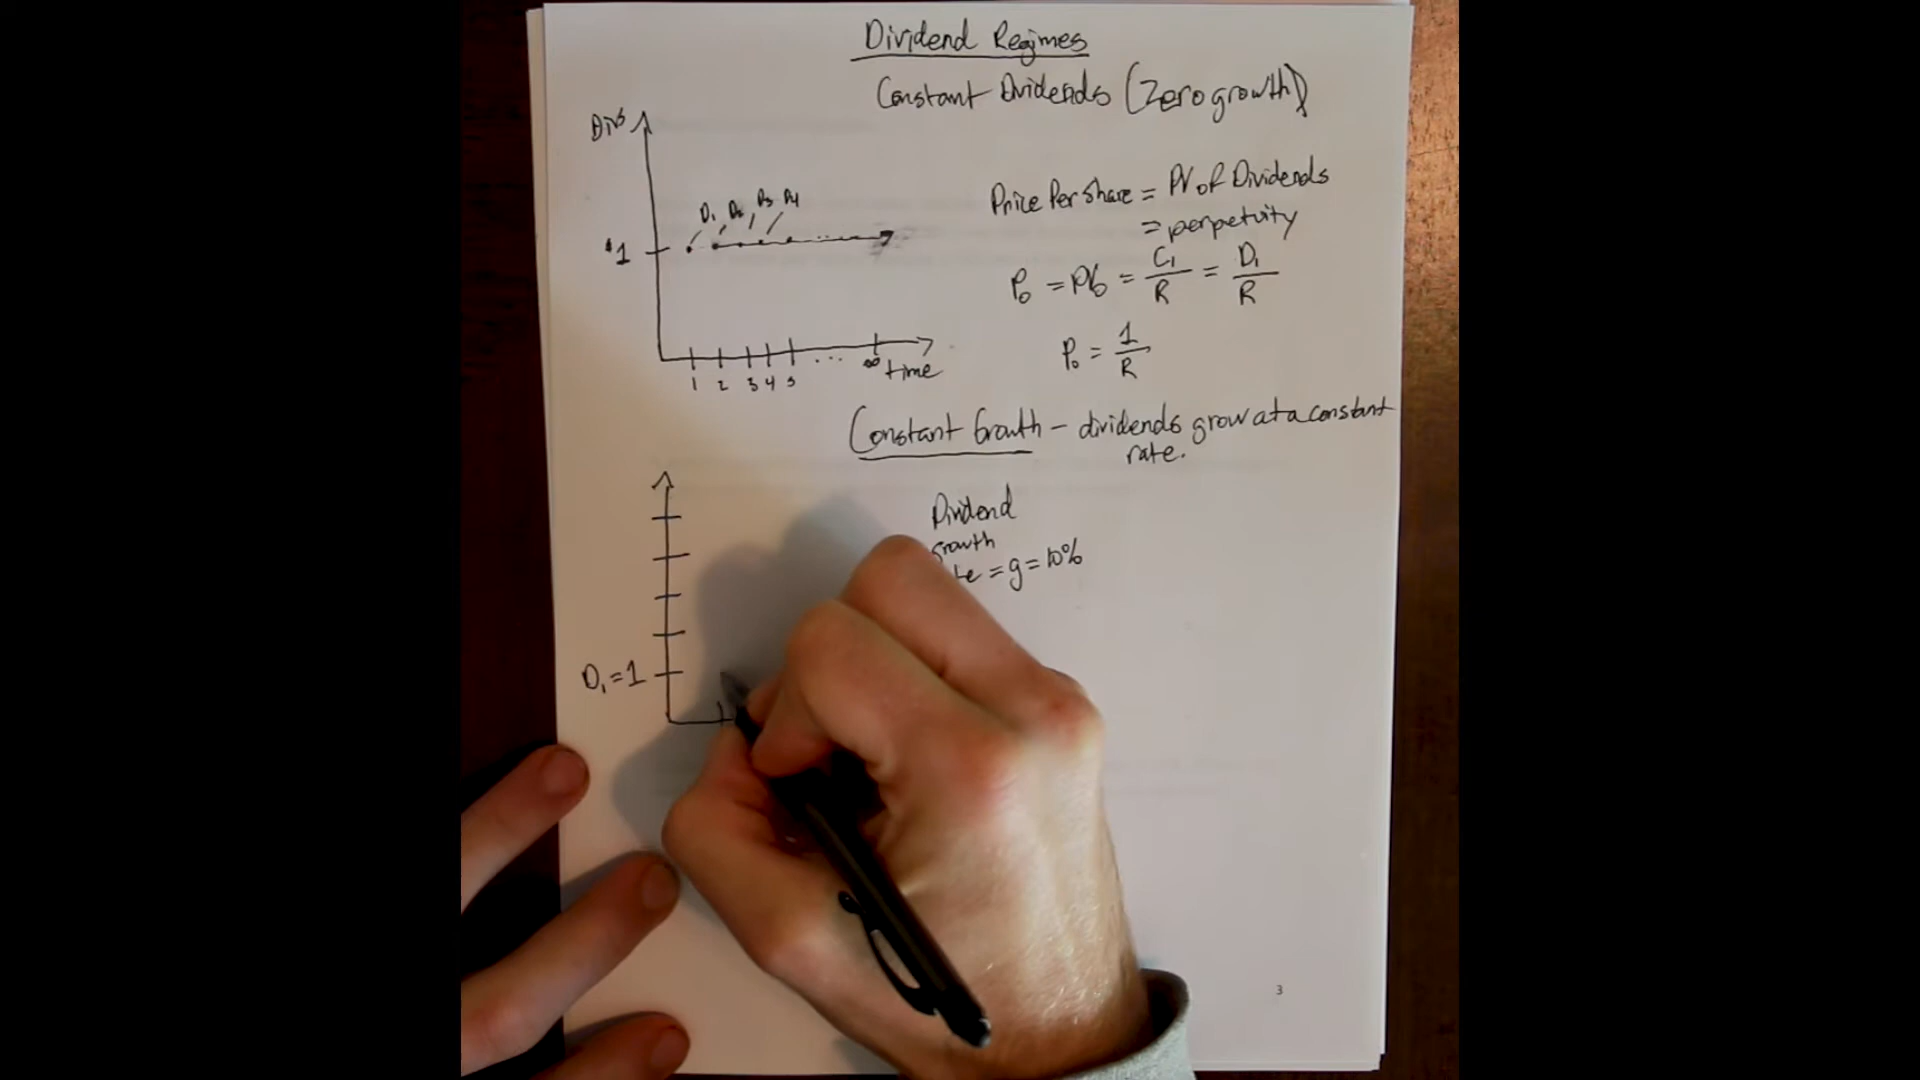 Dividend Regimes
Constant Dividends (Zero growth)
Divs
D₁ D₂ D₃ D₄
$1
1 2 3 4 5 ... ∞ time
Price Per Share = PV of Dividends
= perpetuity
P₀ = PV₀ = C₁/R = D₁/R
P₀ = 1/R
Constant Growth – dividends grow at a constant
rate.
Dividend
growth
= g = 10%
D₁ = 1
3